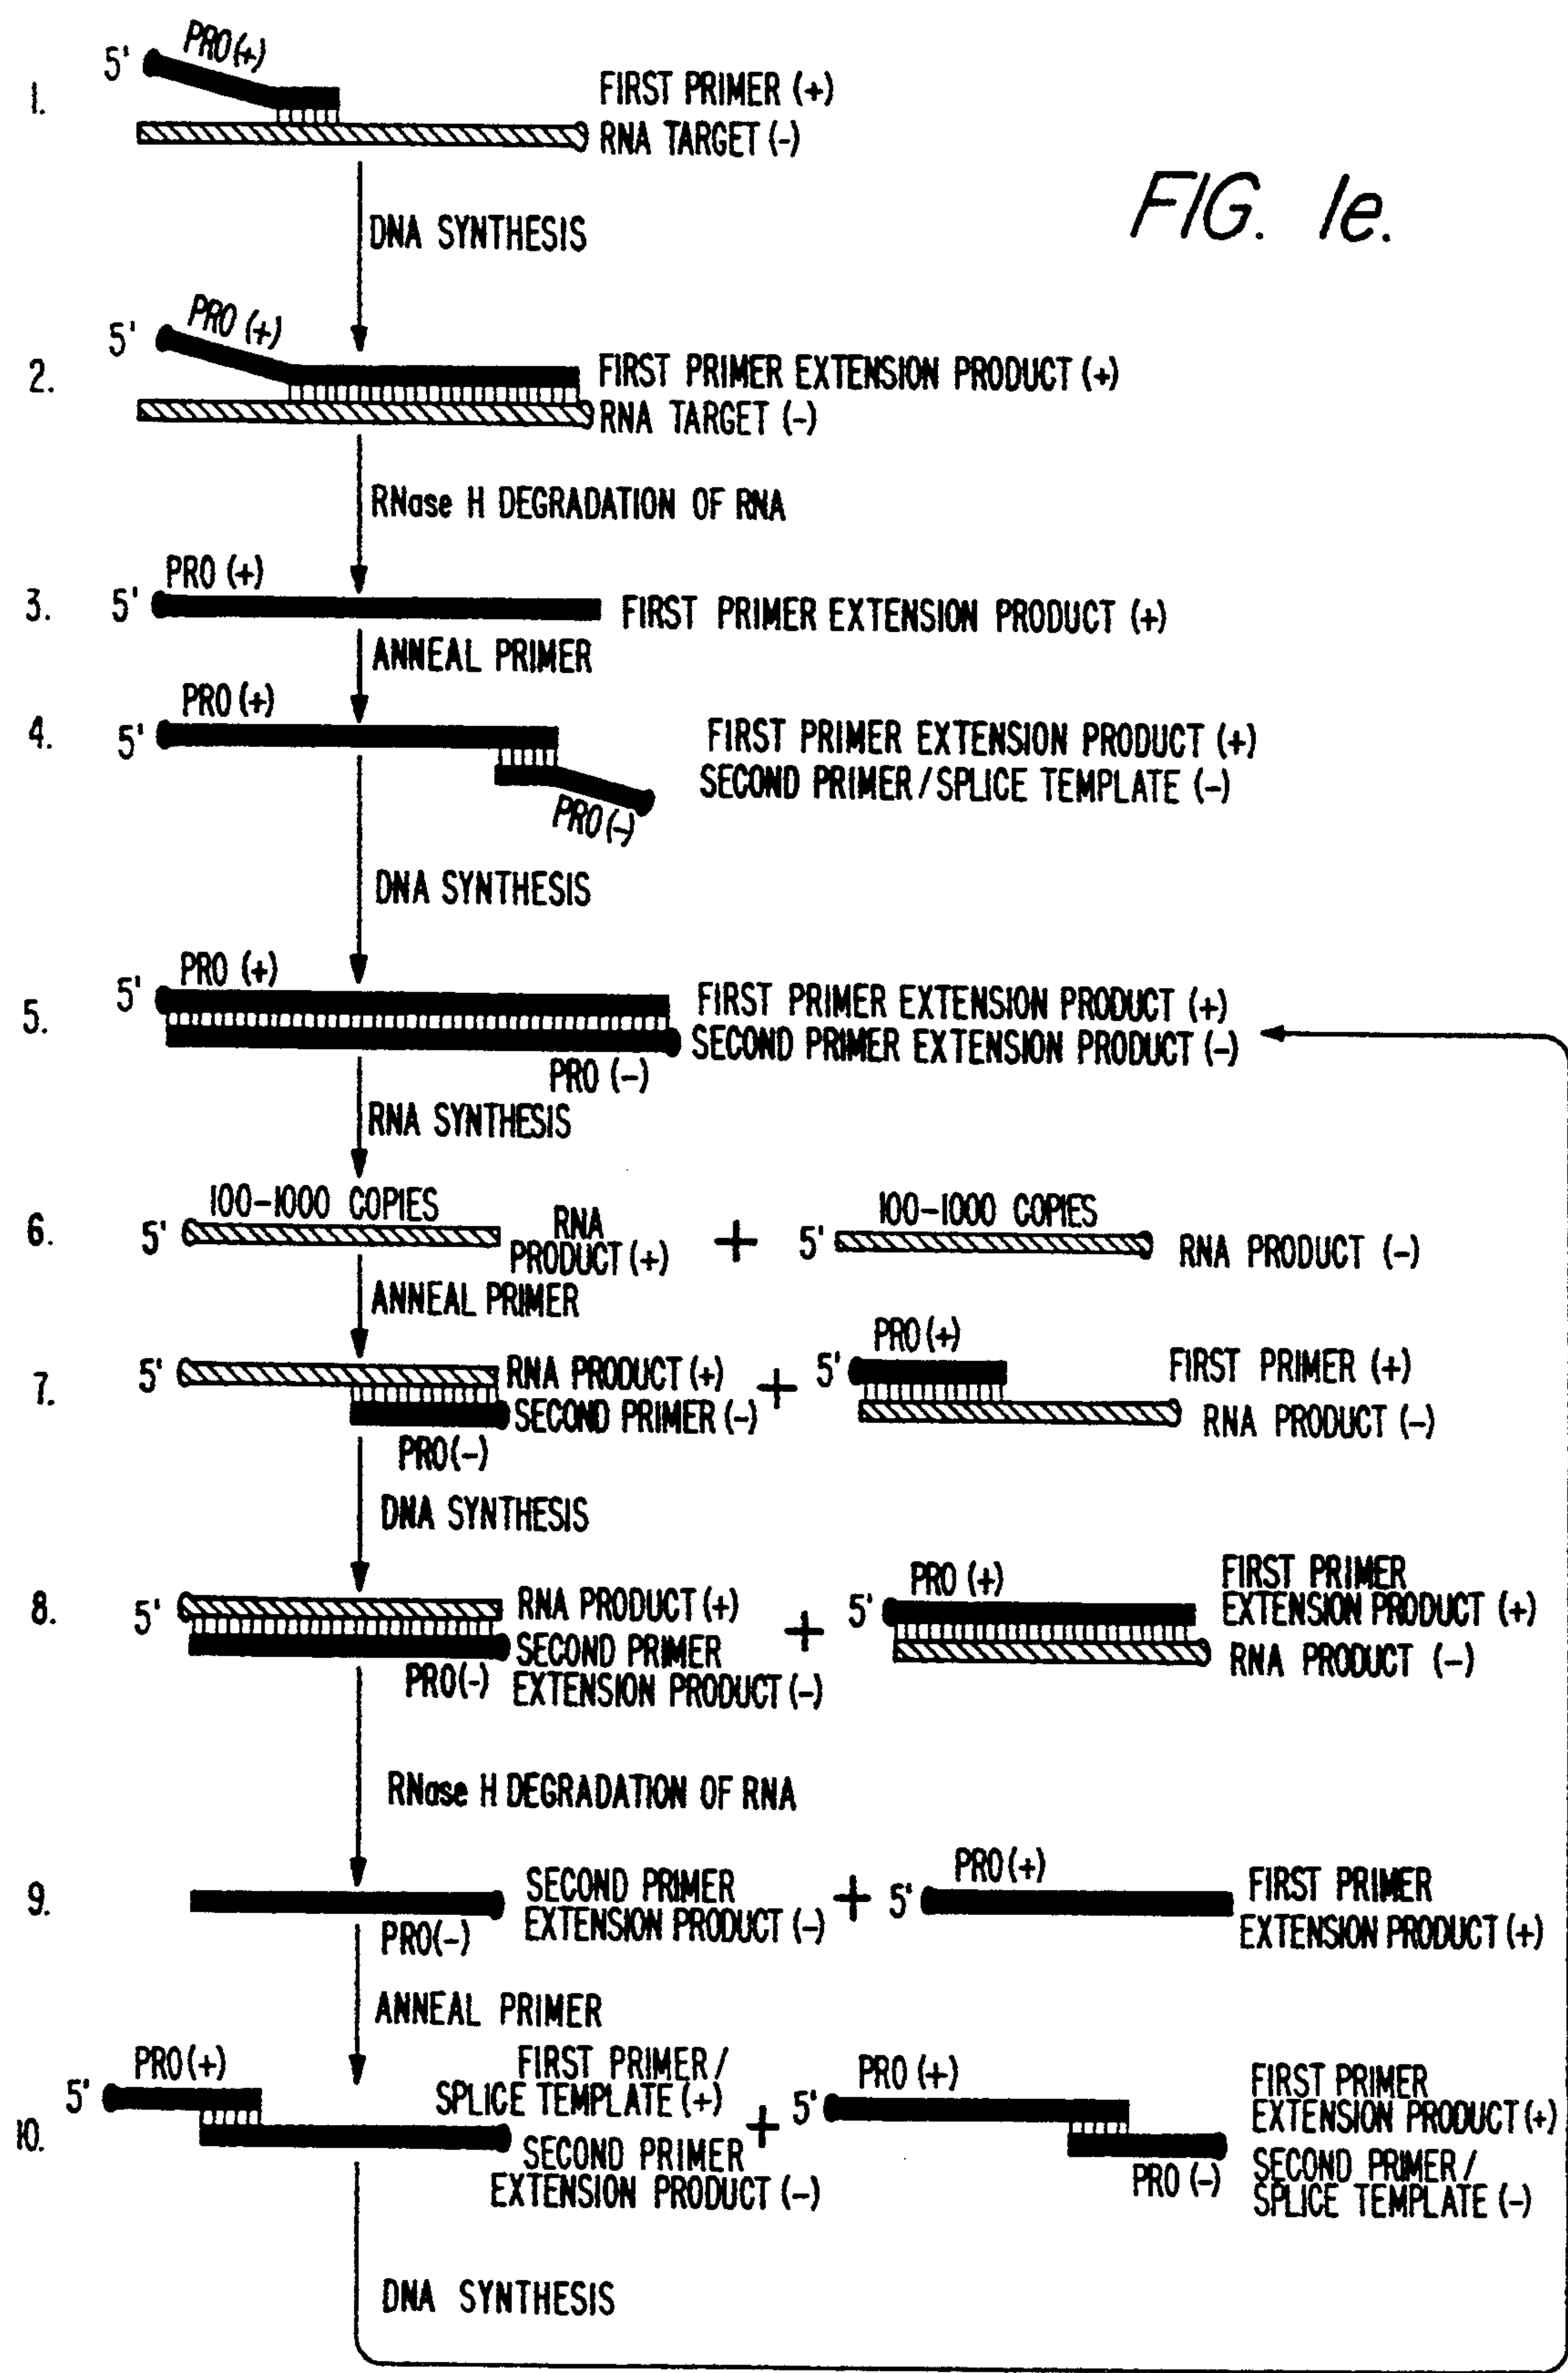 FIG. 1e.
1.
5'
PRO(+)
FIRST PRIMER (+)
RNA TARGET (-)
DNA SYNTHESIS
2.
5'
PRO (+)
FIRST PRIMER EXTENSION PRODUCT (+)
RNA TARGET (-)
RNase H DEGRADATION OF RNA
3.
5'
PRO (+)
FIRST PRIMER EXTENSION PRODUCT (+)
ANNEAL PRIMER
4.
5'
PRO (+)
FIRST PRIMER EXTENSION PRODUCT (+)
SECOND PRIMER/SPLICE TEMPLATE (-)
PRO(-)
DNA SYNTHESIS
5.
5'
PRO (+)
FIRST PRIMER EXTENSION PRODUCT (+)
SECOND PRIMER EXTENSION PRODUCT (-)
PRO (-)
RNA SYNTHESIS
6.
5'
100-1000 COPIES
RNA
PRODUCT (+)
+
5'
100-1000 COPIES
RNA PRODUCT (-)
ANNEAL PRIMER
7.
5'
RNA PRODUCT (+)
SECOND PRIMER (-)
PRO(-)
+
5'
PRO(+)
FIRST PRIMER (+)
RNA PRODUCT (-)
DNA SYNTHESIS
8.
5'
RNA PRODUCT (+)
SECOND PRIMER
EXTENSION PRODUCT (-)
PRO(-)
+
5'
PRO (+)
FIRST PRIMER
EXTENSION PRODUCT (+)
RNA PRODUCT (-)
RNase H DEGRADATION OF RNA
9.
SECOND PRIMER
EXTENSION PRODUCT (-)
PRO(-)
+
5'
PRO(+)
FIRST PRIMER
EXTENSION PRODUCT (+)
ANNEAL PRIMER
10.
5'
PRO(+)
FIRST PRIMER /
SPLICE TEMPLATE (+)
SECOND PRIMER
EXTENSION PRODUCT (-)
+
5'
PRO (+)
FIRST PRIMER
EXTENSION PRODUCT (+)
SECOND PRIMER /
SPLICE TEMPLATE (-)
PRO (-)
DNA SYNTHESIS